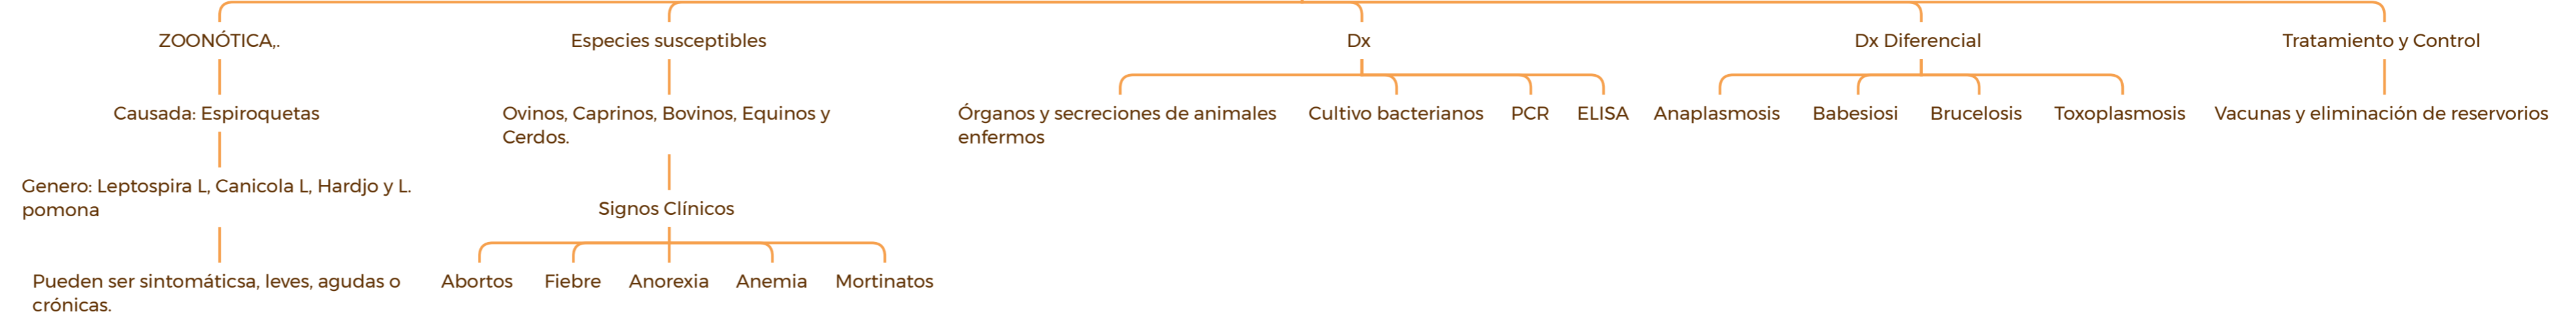 ZOONÓTICA,.
Especies susceptibles
Dx
Dx Diferencial
Tratamiento y Control
Causada: Espiroquetas
Ovinos, Caprinos, Bovinos, Equinos y
Cerdos.
Órganos y secreciones de animales
enfermos
Cultivo bacterianos
PCR
ELISA
Anaplasmosis
Babesiosi
Brucelosis
Toxoplasmosis
Vacunas y eliminación de reservorios
Genero: Leptospira L, Canicola L, Hardjo y L.
pomona
Signos Clínicos
Pueden ser sintomáticsa, leves, agudas o
crónicas.
Abortos
Fiebre
Anorexia
Anemia
Mortinatos